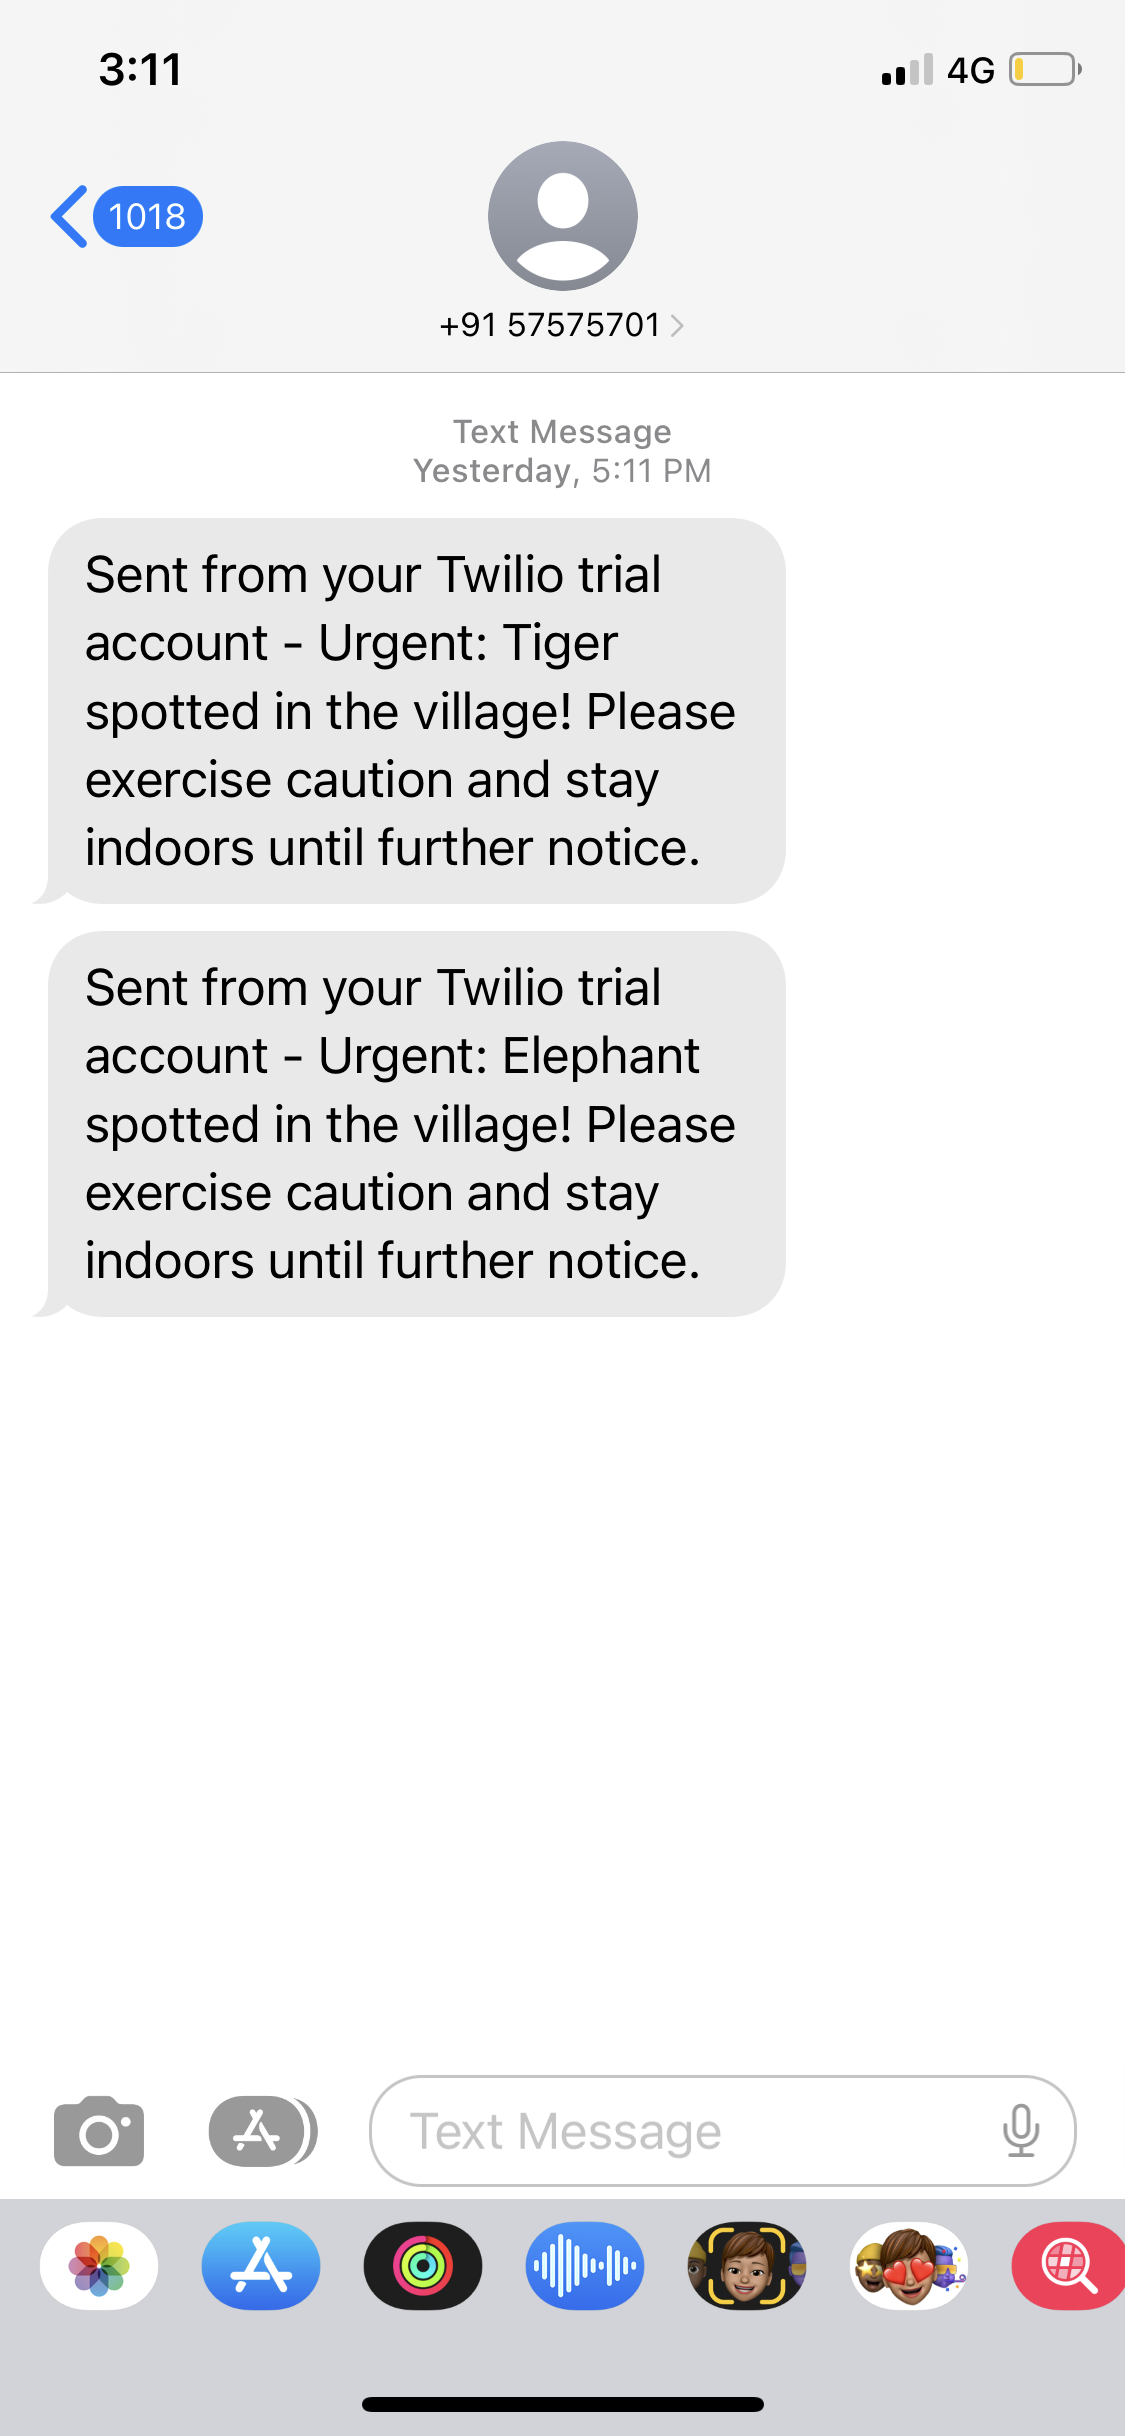 3:11
4G
1018
+91 57575701
Text Message
Yesterday, 5:11 PM
Sent from your Twilio trial
account - Urgent: Tiger
spotted in the village! Please
exercise caution and stay
indoors until further notice.
Sent from your Twilio trial
account - Urgent: Elephant
spotted in the village! Please
exercise caution and stay
indoors until further notice.
Text Message